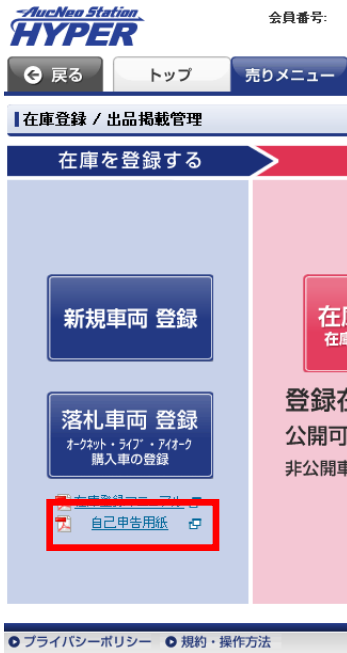 AucNeo Station
HYPER
会員番号:
戻る
トップ
売りメニュー
在庫登録 / 出品掲載管理
在庫を登録する
新規車両 登録
在
在
落札車両 登録
オークネット・ライブ・アイオーク
購入車の登録
登録在
公開可
非公開車
在庫登録マニュアル
自己申告用紙
プライバシーポリシー
規約・操作方法